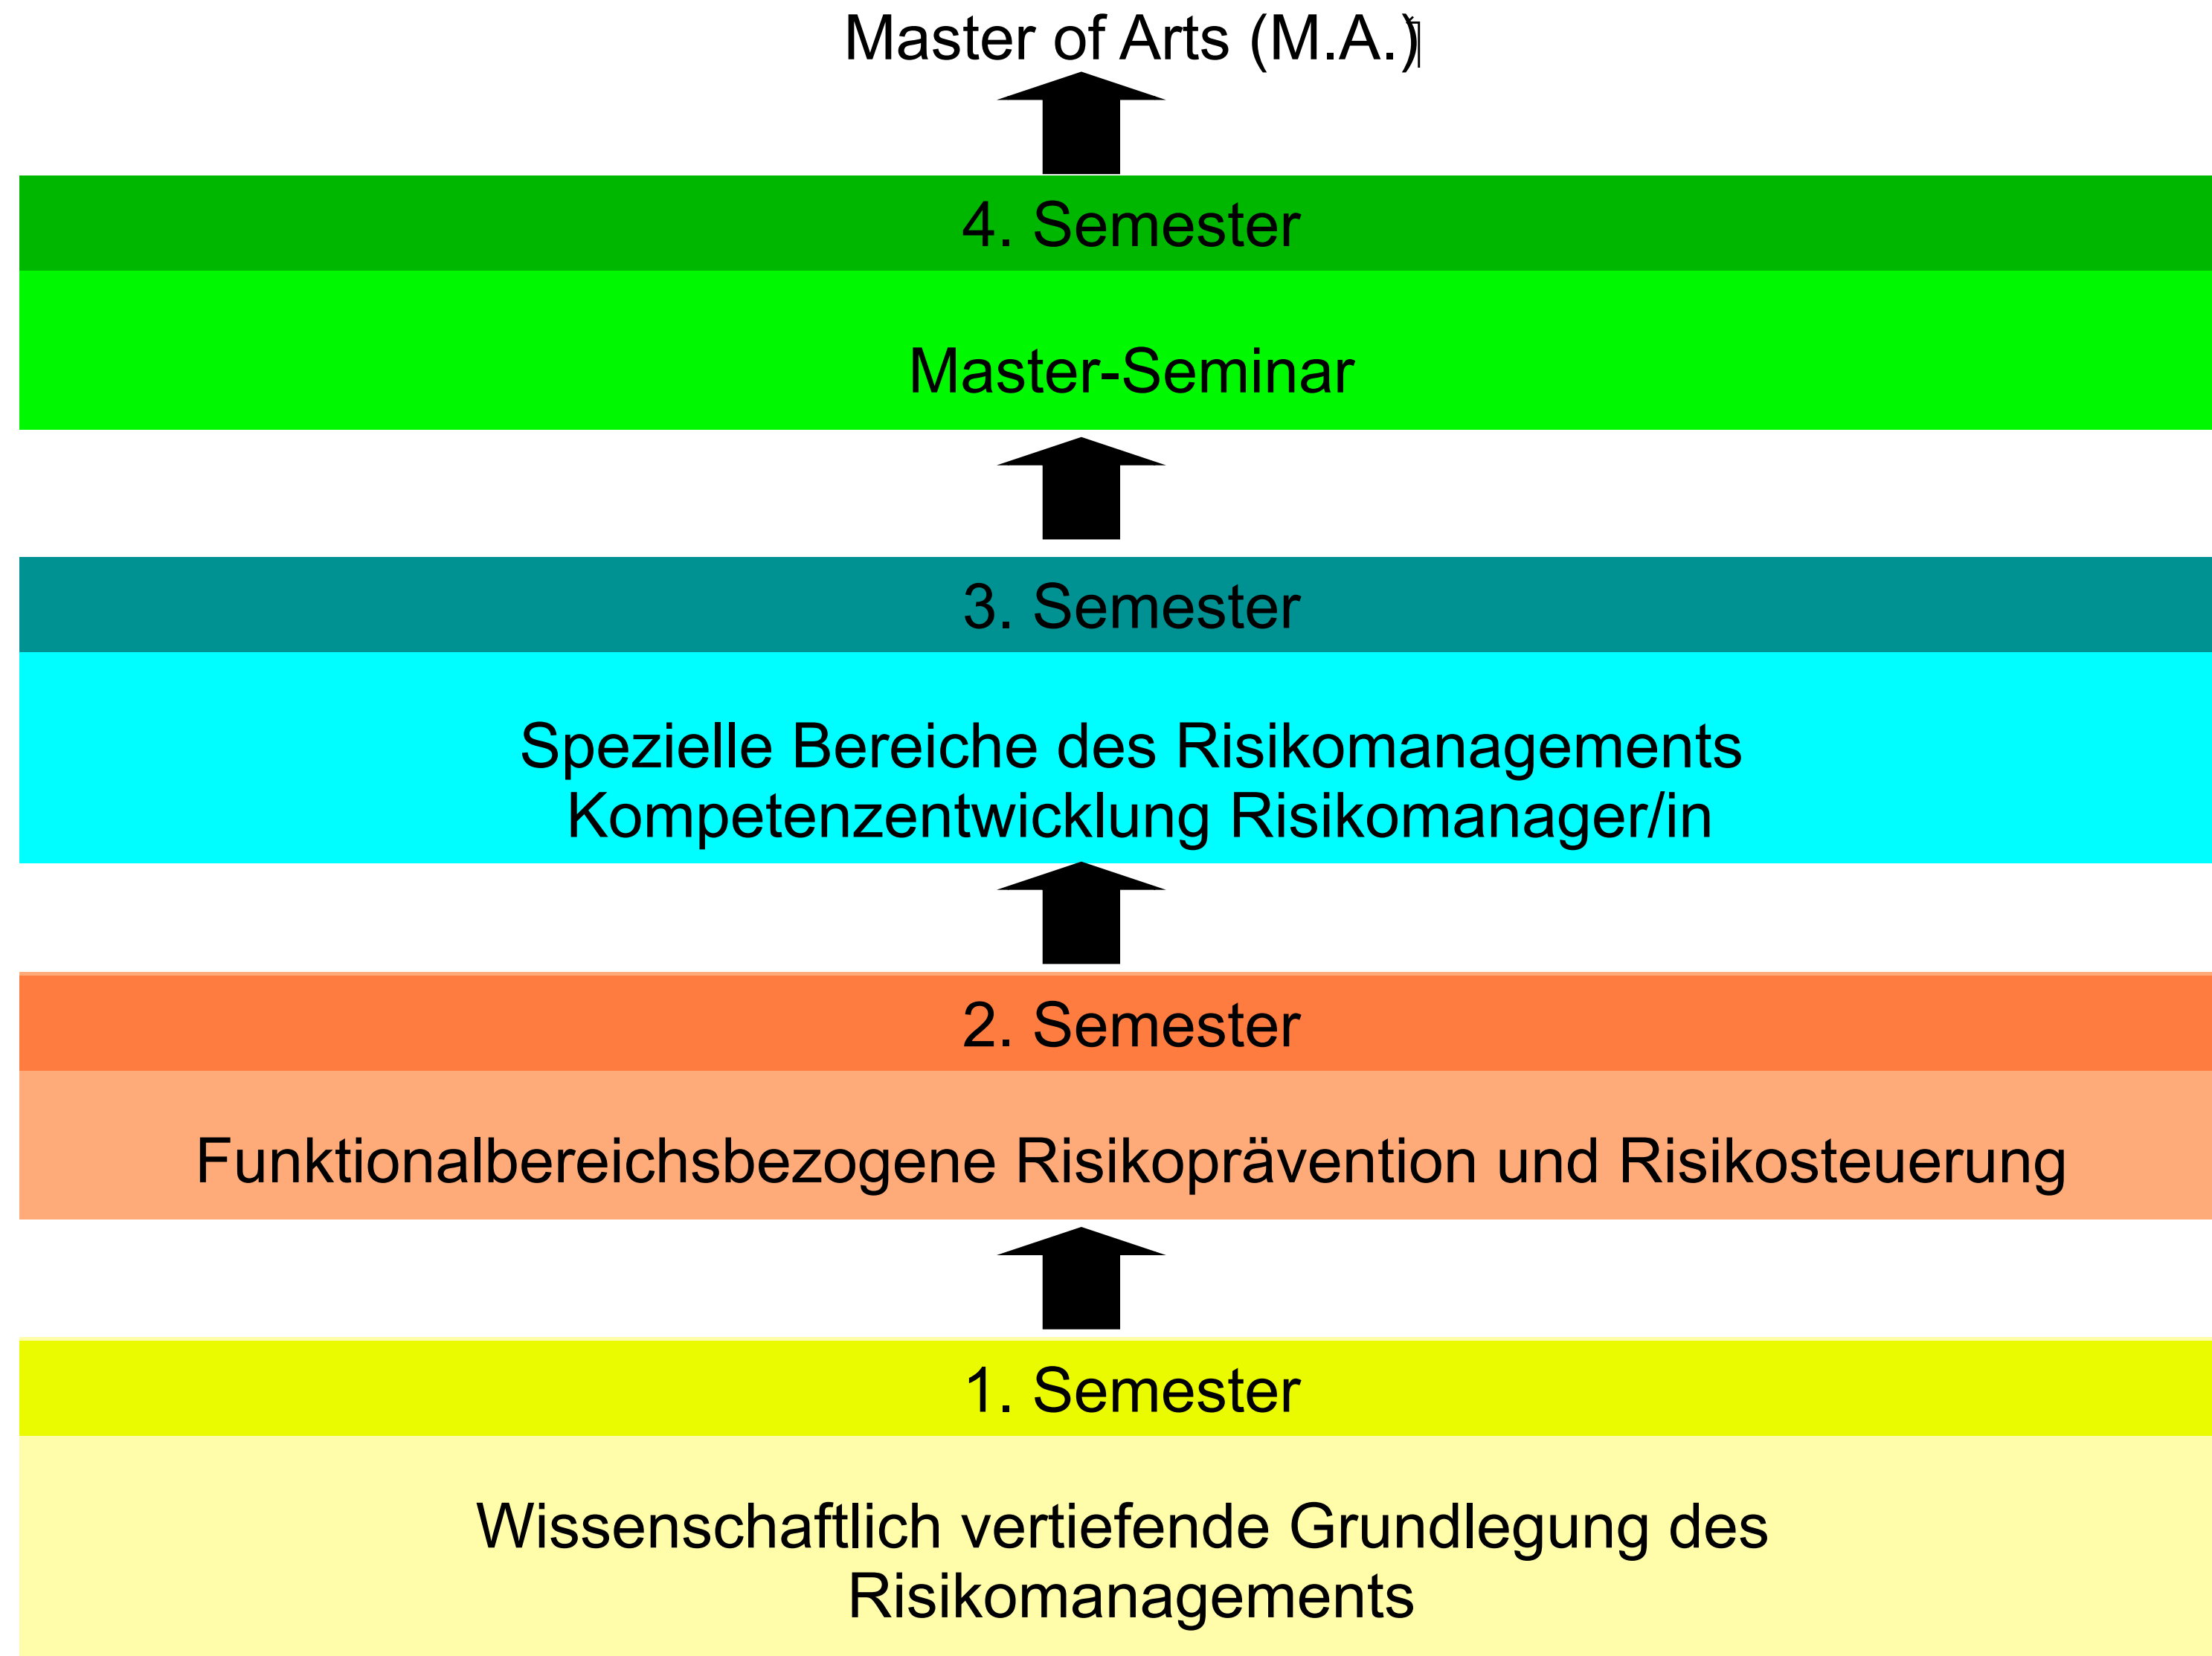 Master of Arts (M.A.)
4. Semester
Master-Seminar
3. Semester
Spezielle Bereiche des Risikomanagements
Kompetenzentwicklung Risikomanager/in
2. Semester
Funktionalbereichsbezogene Risikoprävention und Risikosteuerung
1. Semester
Wissenschaftlich vertiefende Grundlegung des
Risikomanagements